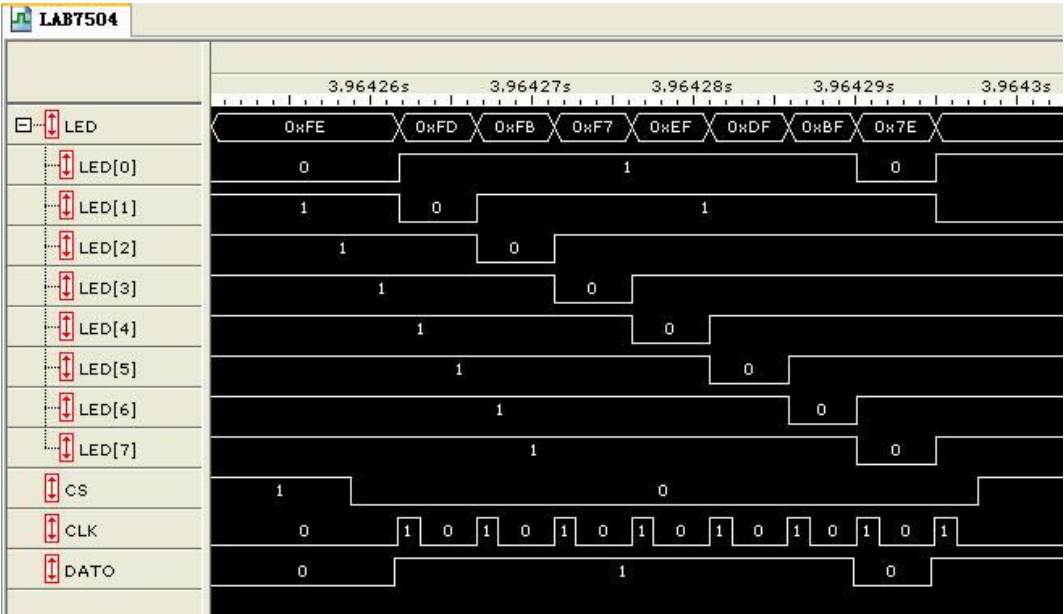 LAB7504
3.96426s 3.96427s 3.96428s 3.96429s 3.9643s
LED 0xFE 0xFD 0xFB 0xF7 0xEF 0xDF 0xBF 0x7E
LED[0] 0 1 0
LED[1] 1 0 1
LED[2] 1 0
LED[3] 1 0
LED[4] 1 0
LED[5] 1 0
LED[6] 1 0
LED[7] 1 0
CS 1 0
CLK 0 1 0 1 0 1 0 1 0 1 0 1 0 1 0 1
DATO 0 1 0